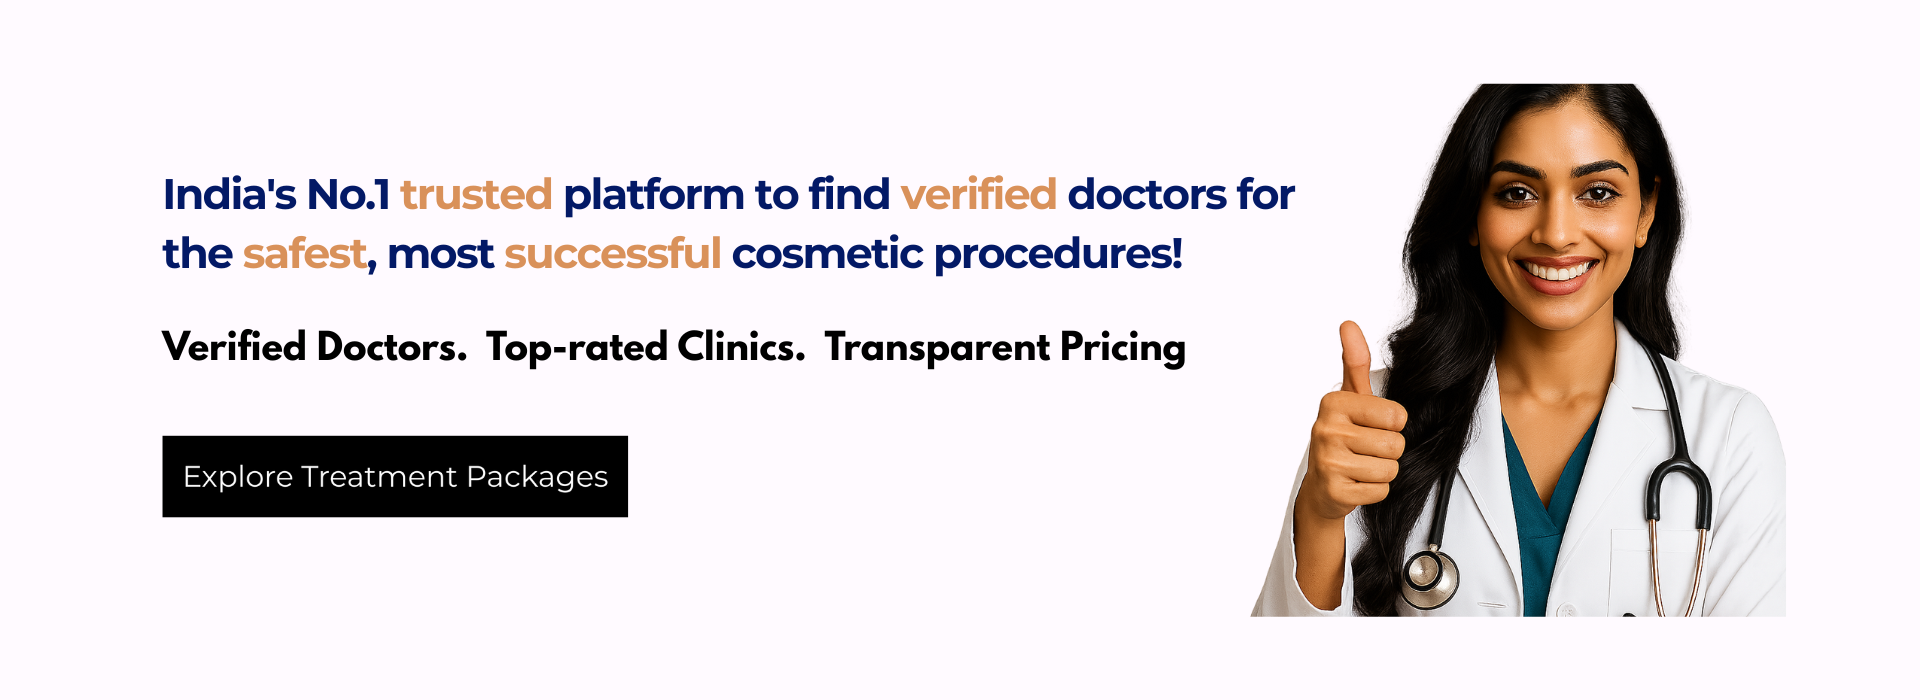 India's No.1 trusted platform to find verified doctors for
the safest, most successful cosmetic procedures!
Verified Doctors. Top-rated Clinics. Transparent Pricing
Explore Treatment Packages